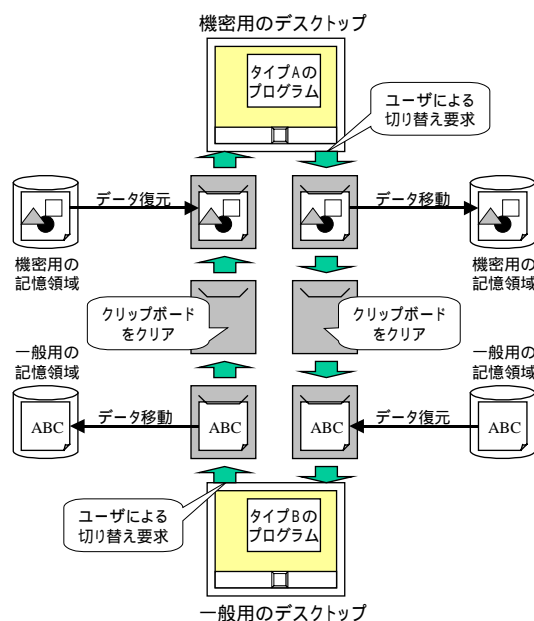 機密用のデスクトップ
タイプAの
プログラム
ユーザによる
切り替え要求
データ復元
データ移動
機密用の
記憶領域
機密用の
記憶領域
クリップボード
をクリア
クリップボード
をクリア
一般用の
記憶領域
一般用の
記憶領域
ABC
データ移動
ABC
ABC
データ復元
ABC
ユーザによる
切り替え要求
タイプBの
プログラム
一般用のデスクトップ